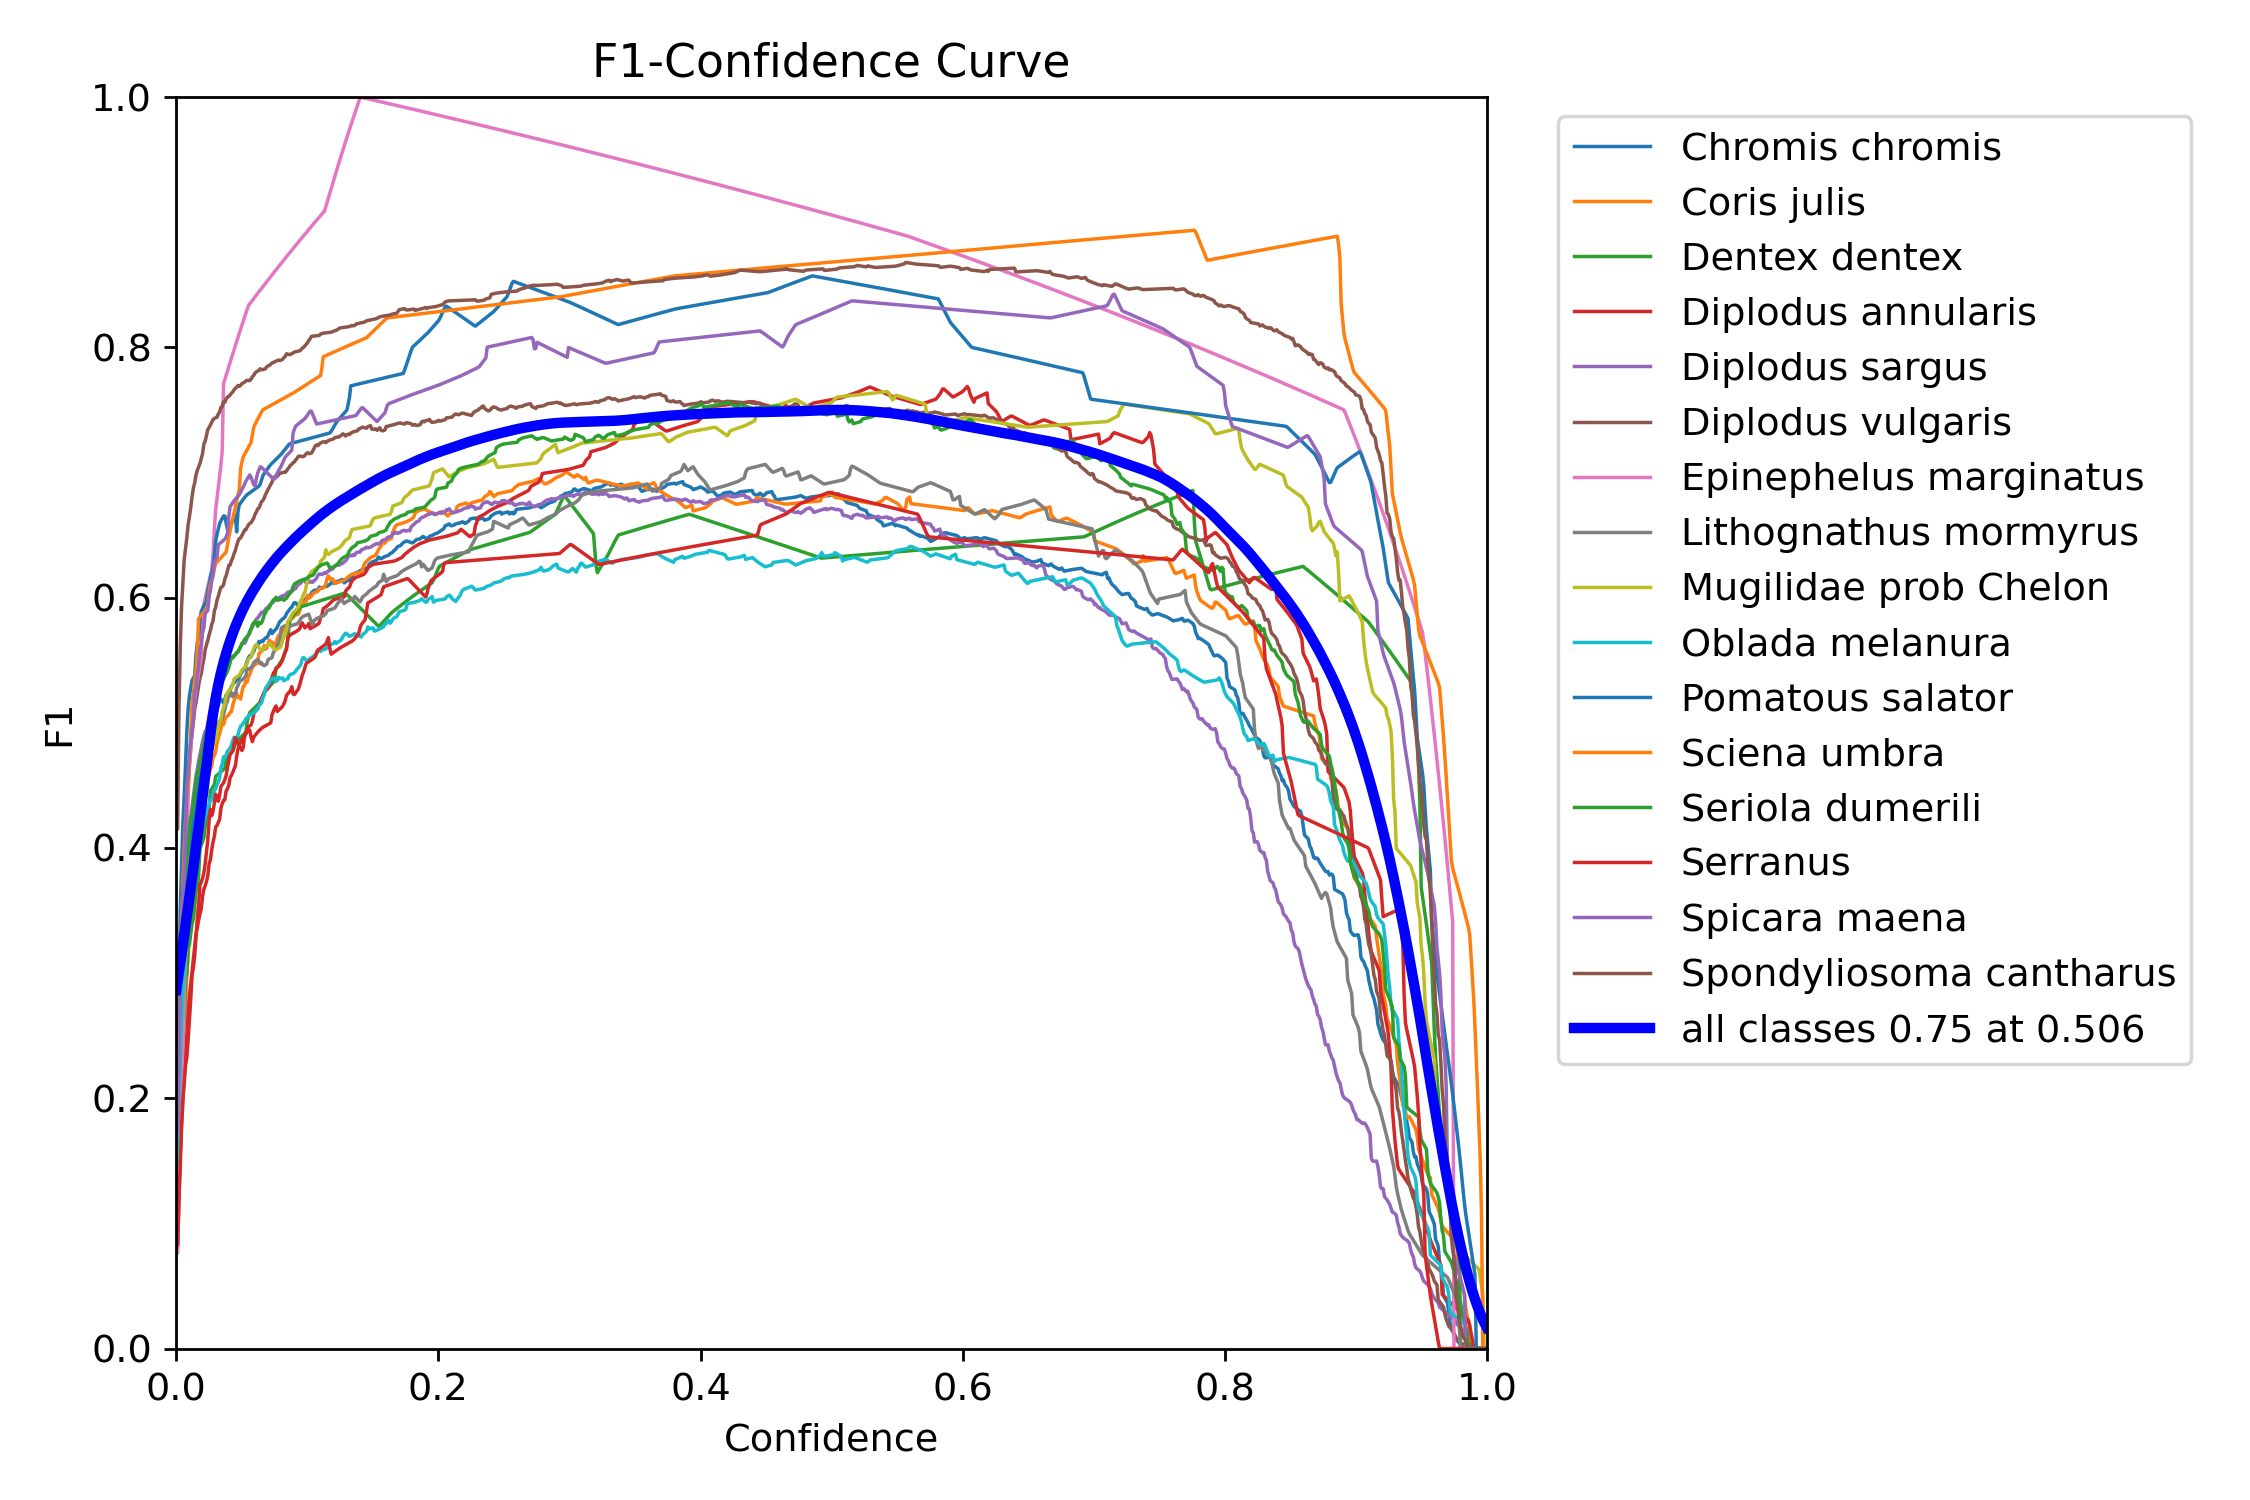 F1-Confidence Curve
1.0
0.8
0.6
0.4
0.2
0.0
F1
0.0 0.2 0.4 0.6 0.8 1.0
Confidence
Chromis chromis
Coris julis
Dentex dentex
Diplodus annularis
Diplodus sargus
Diplodus vulgaris
Epinephelus marginatus
Lithognathus mormyrus
Mugilidae prob Chelon
Oblada melanura
Pomatous salator
Sciena umbra
Seriola dumerili
Serranus
Spicara maena
Spondyliosoma cantharus
all classes 0.75 at 0.506